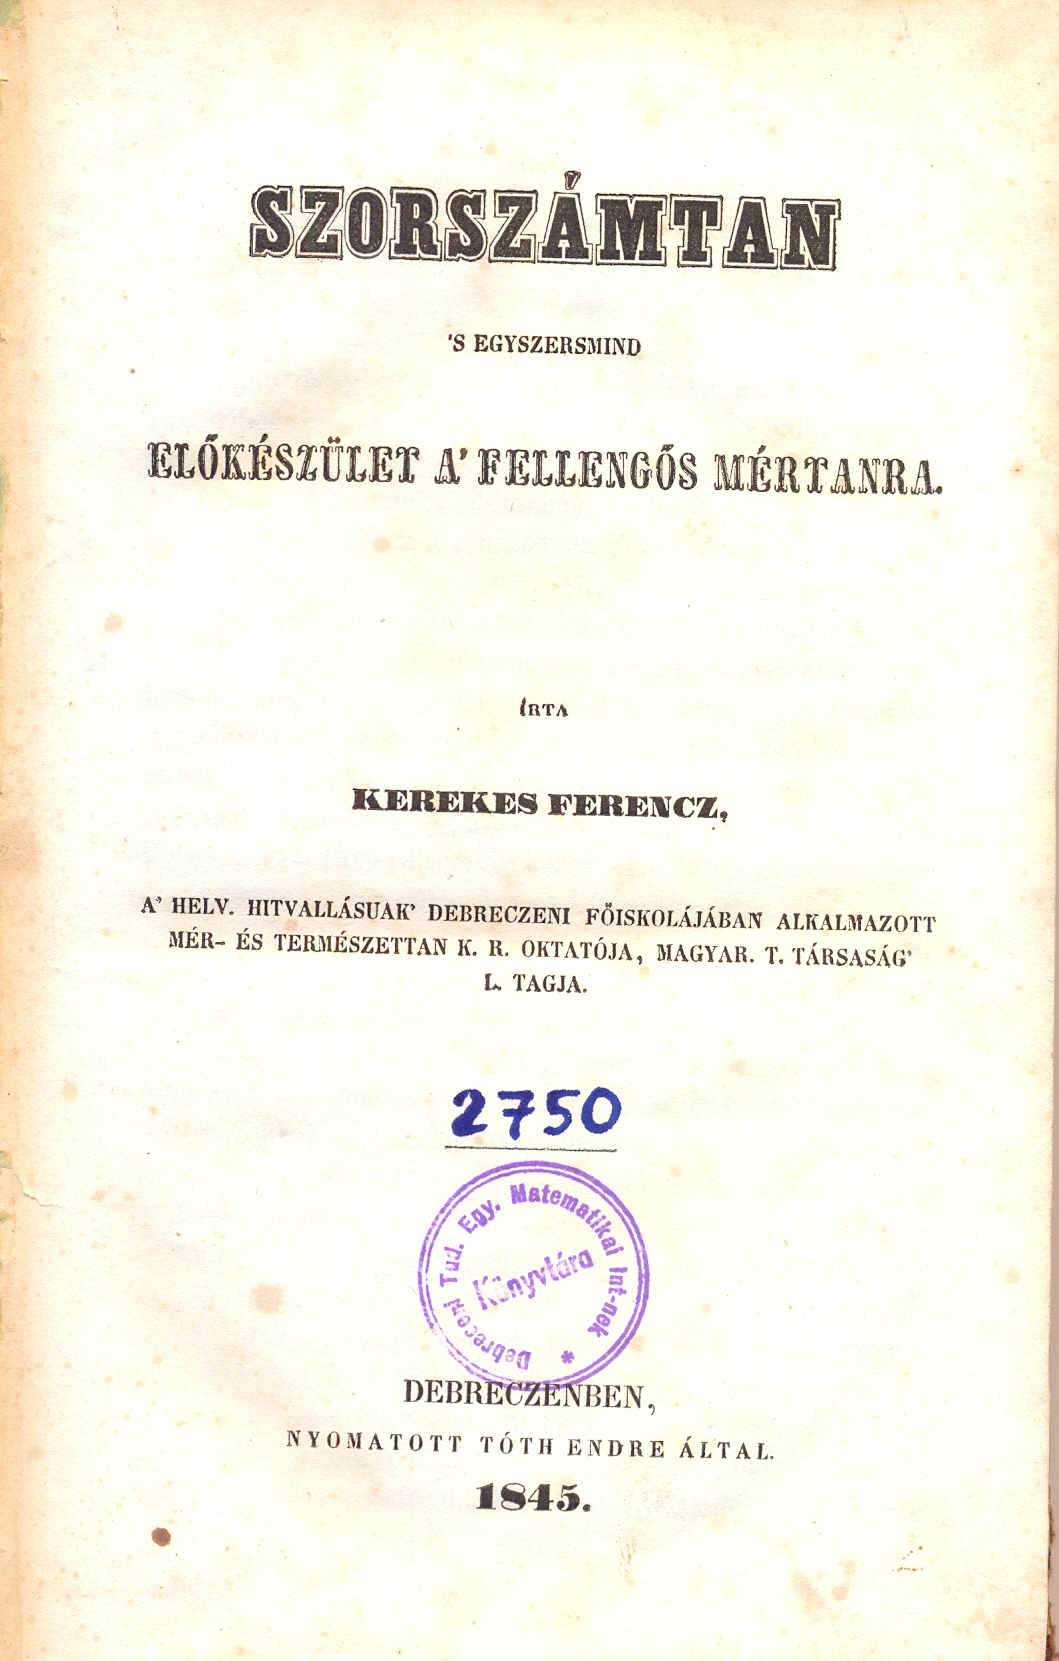 SZORSZÁMTAN
'S EGYSZERSMIND
ELŐKÉSZÜLET A' FELLENGŐS MÉRTANRA.
ÍRTA
KEREKES FERENCZ,
A' HELV. HITVALLÁSUAK' DEBRECZENI FŐISKOLÁJÁBAN ALKALMAZOTT
MÉR- ÉS TERMÉSZETTAN K. R. OKTATÓJA, MAGYAR. T. TÁRSASÁG'
L. TAGJA.
2750
Debreceni Tud. Egy. Matematikai Int-nek *
Könyvtára
DEBRECZENBEN,
NYOMATOTT TÓTH ENDRE ÁLTAL.
1845.